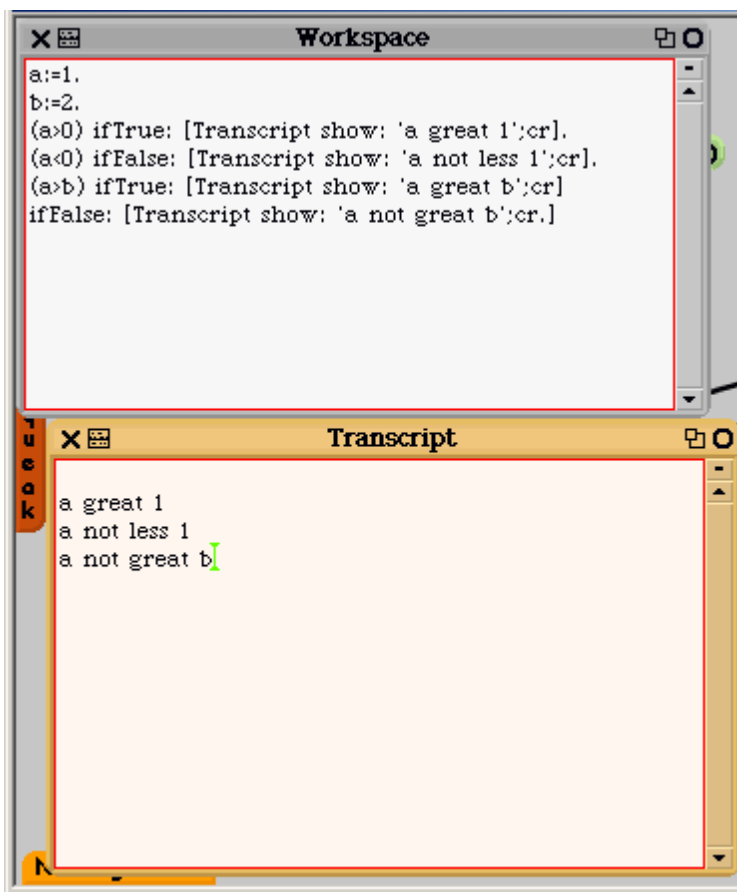 Workspace
a:=1.
b:=2.
(a>0) ifTrue: [Transcript show: 'a great 1';cr].
(a<0) ifFalse: [Transcript show: 'a not less 1';cr].
(a>b) ifTrue: [Transcript show: 'a great b';cr]
ifFalse: [Transcript show: 'a not great b';cr.]
Transcript
a great 1
a not less 1
a not great b